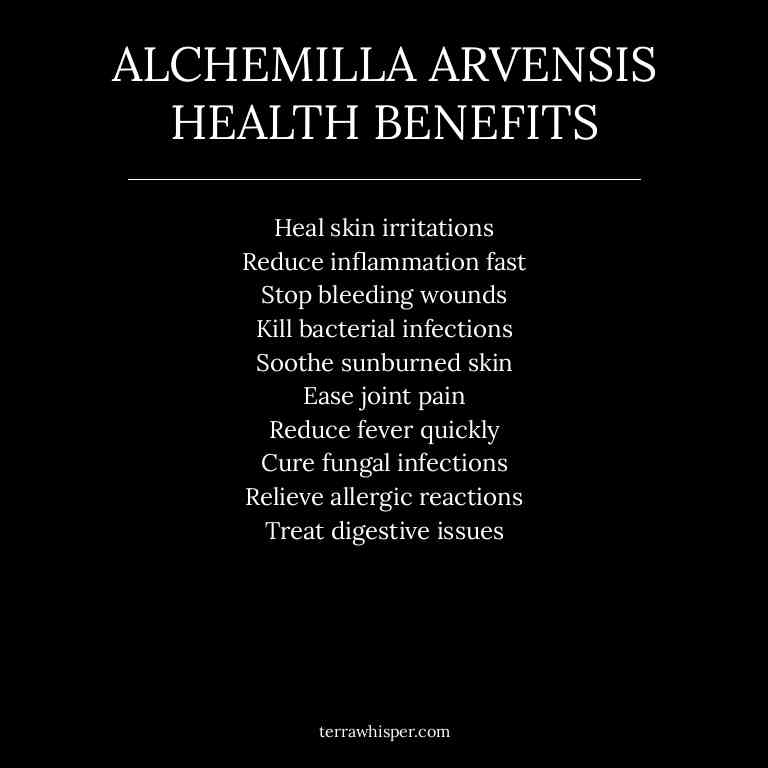 ALCHEMILLA ARVENSIS
HEALTH BENEFITS
Heal skin irritations
Reduce inflammation fast
Stop bleeding wounds
Kill bacterial infections
Soothe sunburned skin
Ease joint pain
Reduce fever quickly
Cure fungal infections
Relieve allergic reactions
Treat digestive issues
terrawhisper.com